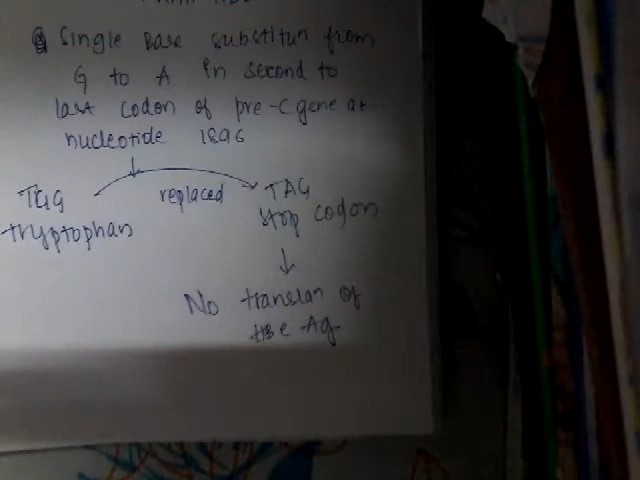 Single Base substitun from
G to A in second to
last codon of pre-C gene at
nucleotide 1896
TGG replaced TAG
tryptophan stop codon
No translan of
HBe-Ag-